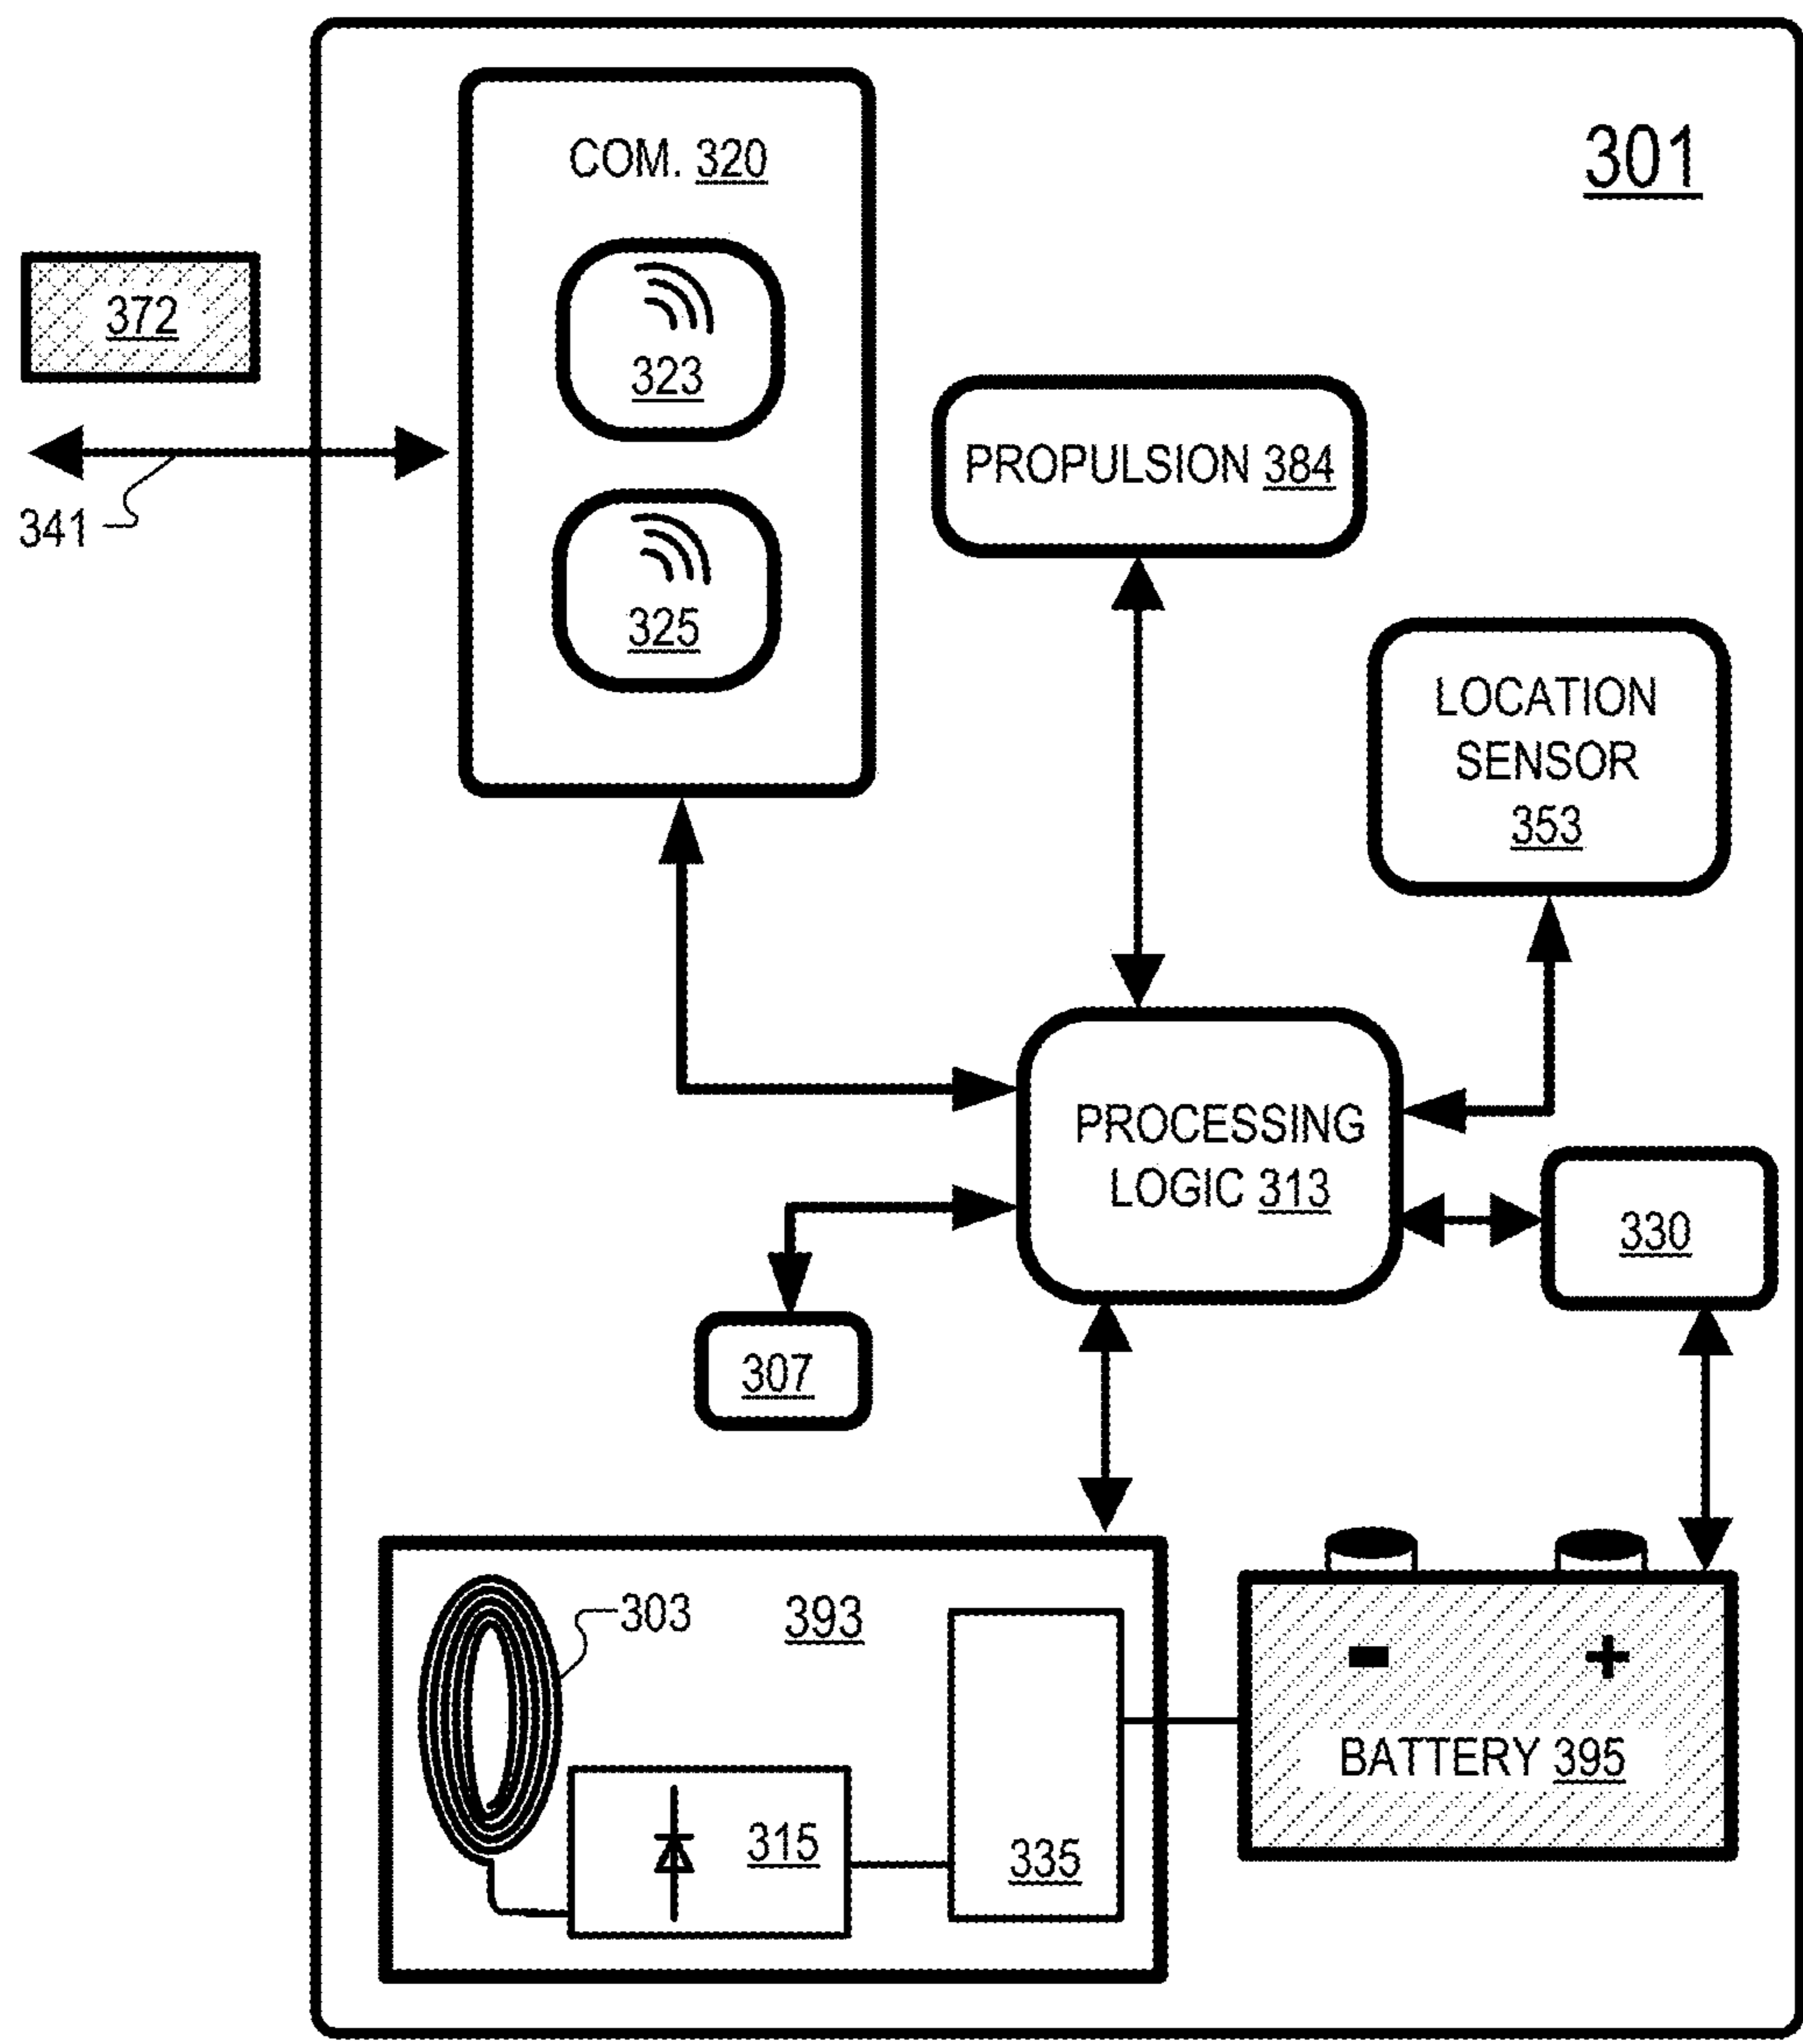 301
COM. 320
323
325
372
341
PROPULSION 384
LOCATION
SENSOR
353
PROCESSING
LOGIC 313
330
307
393
303
315
335
- +
BATTERY 395